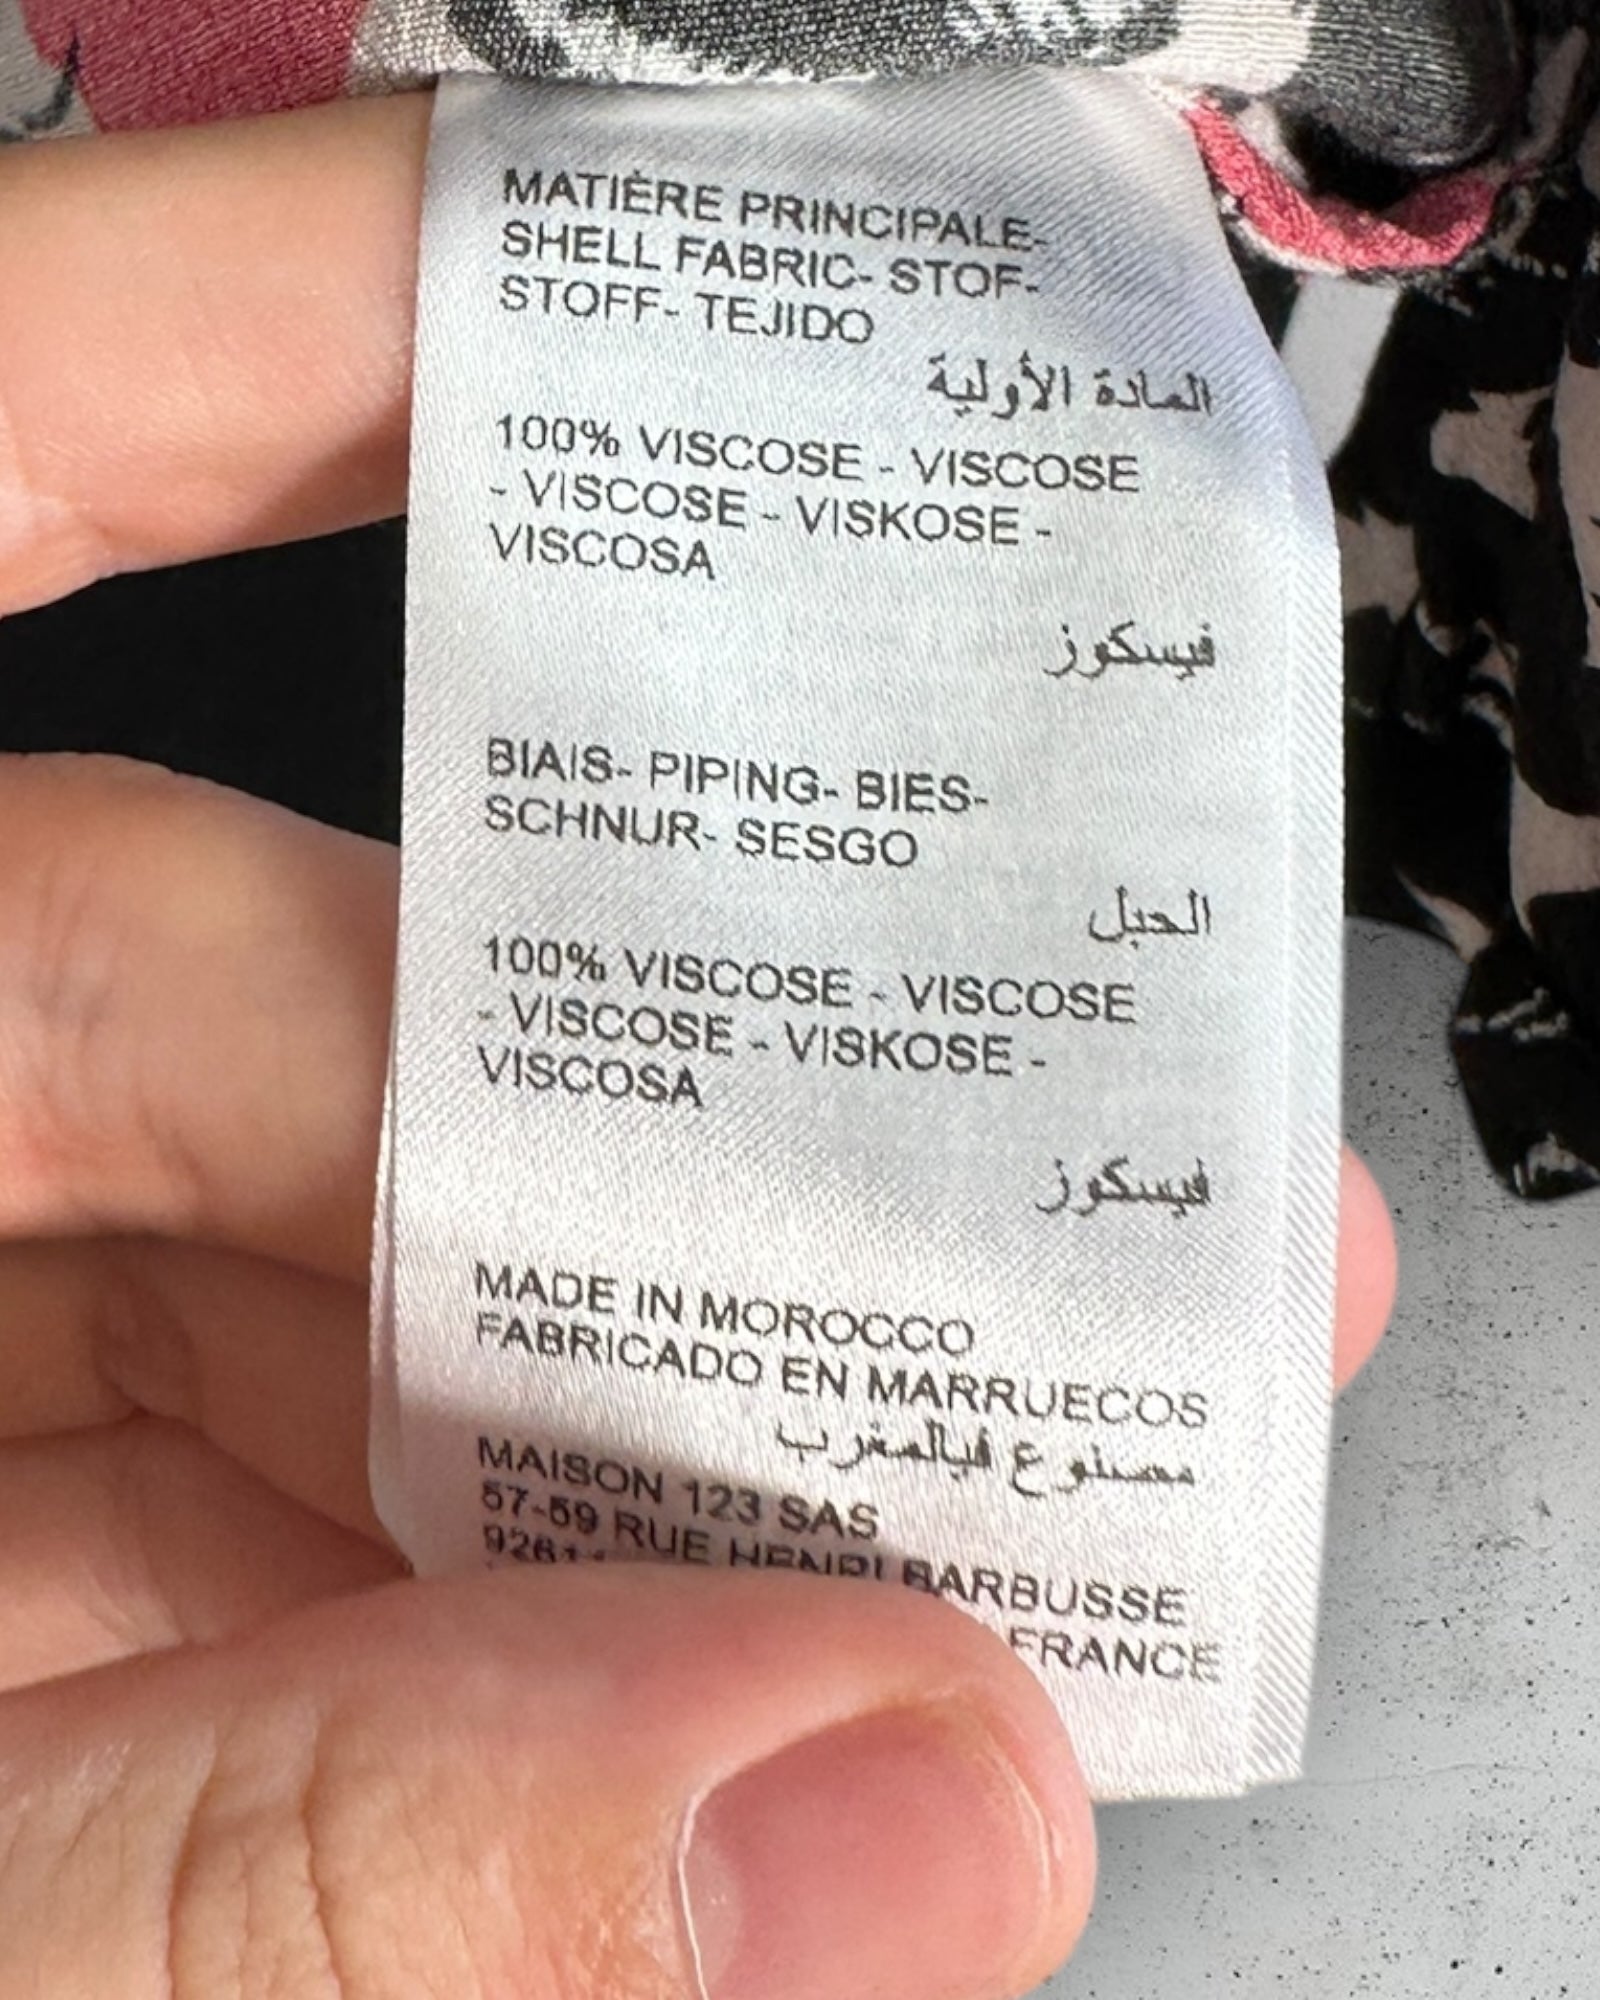 MATIÈRE PRINCIPALE-
SHELL FABRIC- STOF-
STOFF- TEJIDO
المادة الأولية
100% VISCOSE - VISCOSE
- VISCOSE - VISKOSE -
VISCOSA
فيسكوز
BIAIS- PIPING- BIES-
SCHNUR- SESGO
الحبل
100% VISCOSE - VISCOSE
- VISCOSE - VISKOSE -
VISCOSA
فيسكوز
MADE IN MOROCCO
FABRICADO EN MARRUECOS
مصنوع فيالمغرب
MAISON 123 SAS
57-59 RUE HENRI BARBUSSE
FRANCE